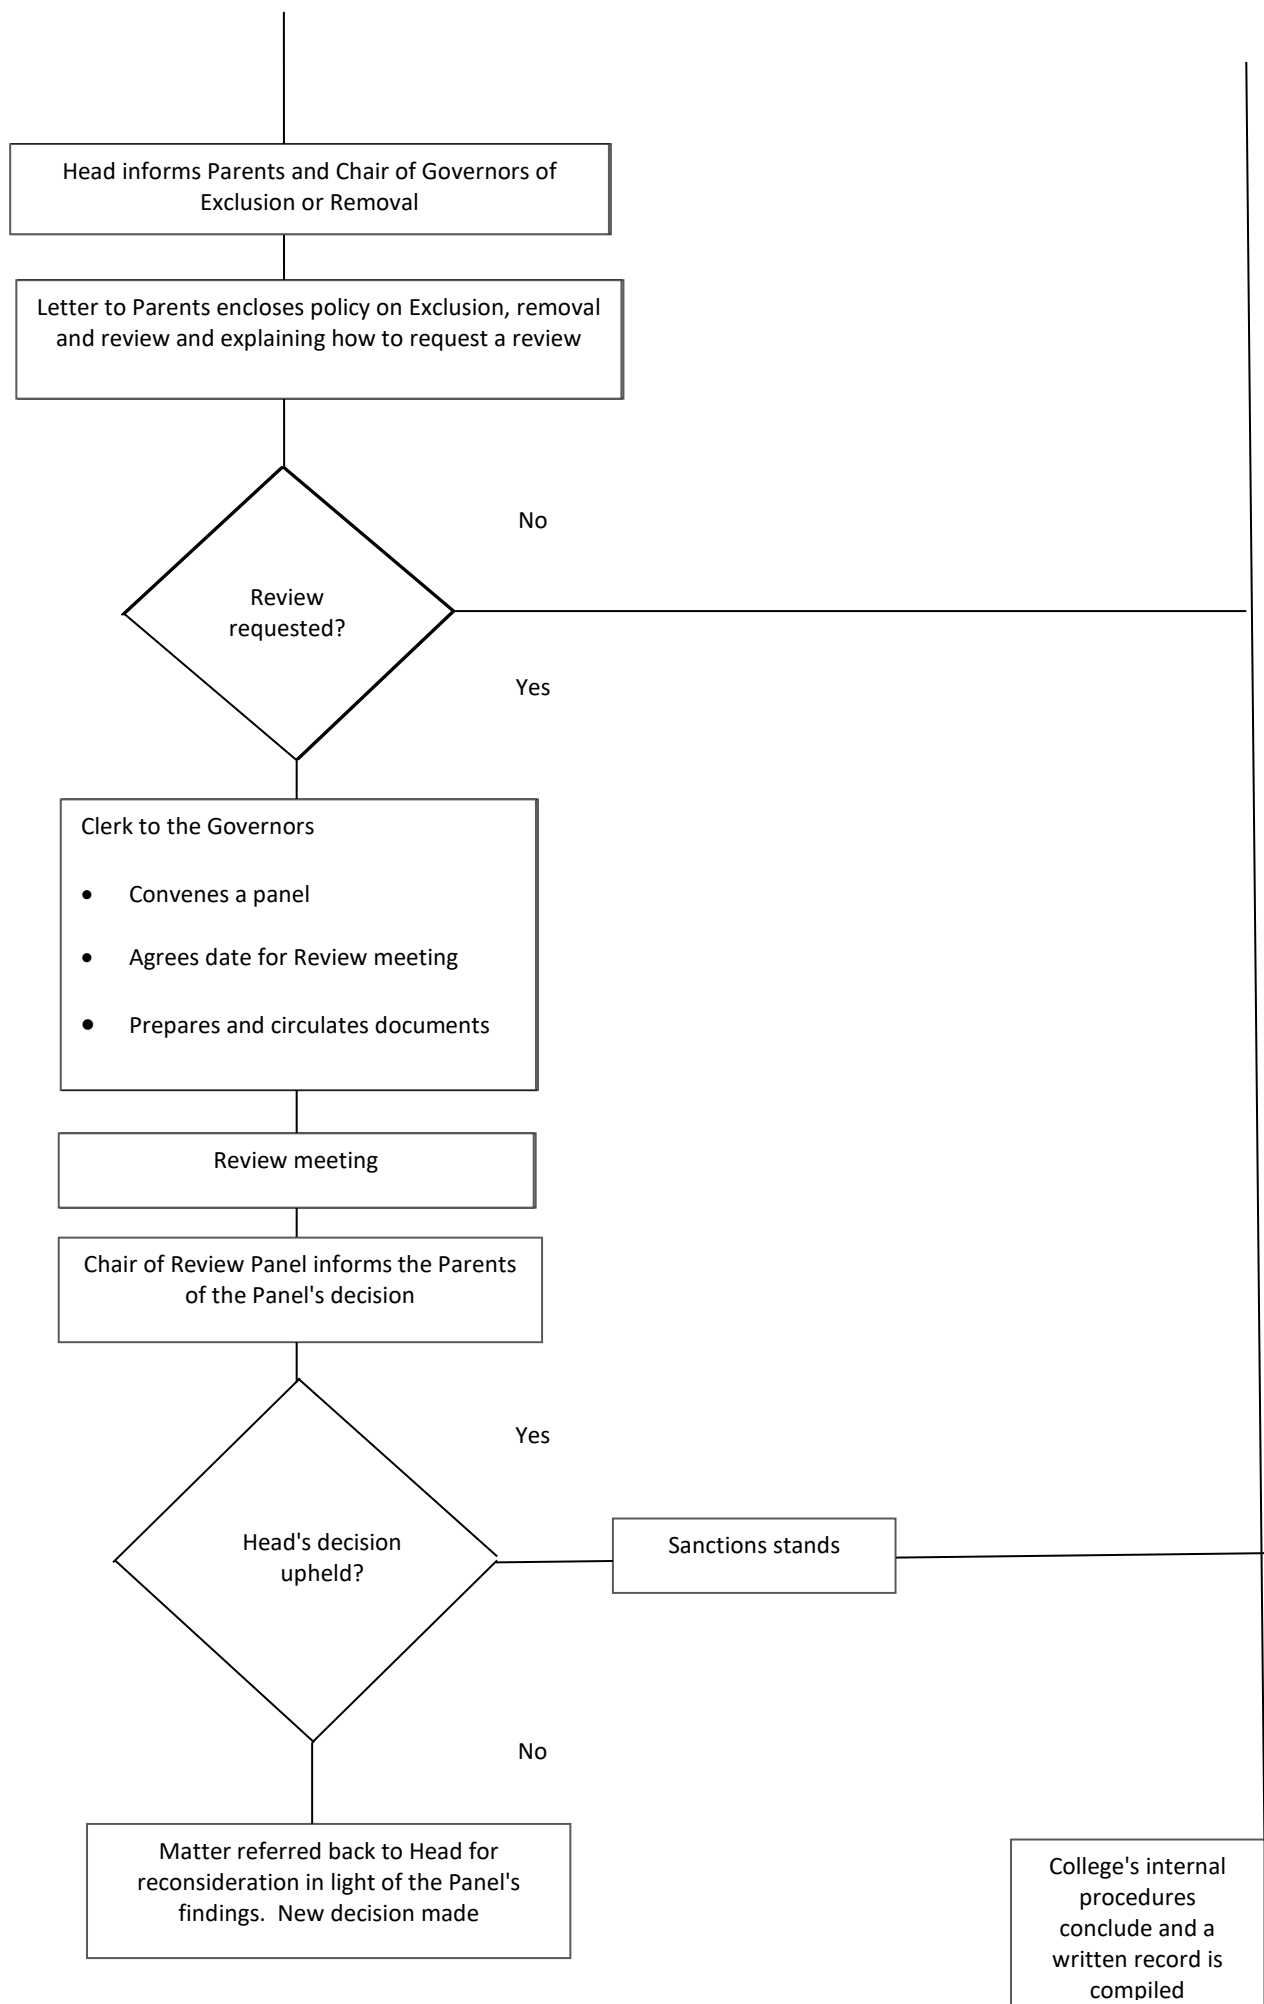 Head informs Parents and Chair of Governors of
Exclusion or Removal
Letter to Parents encloses policy on Exclusion, removal
and review and explaining how to request a review
No
Review
requested?
Yes
Clerk to the Governors
• Convenes a panel
• Agrees date for Review meeting
• Prepares and circulates documents
Review meeting
Chair of Review Panel informs the Parents
of the Panel's decision
Yes
Head's decision
upheld?
Sanctions stands
No
Matter referred back to Head for
reconsideration in light of the Panel's
findings.  New decision made
College's internal
procedures
conclude and a
written record is
compiled